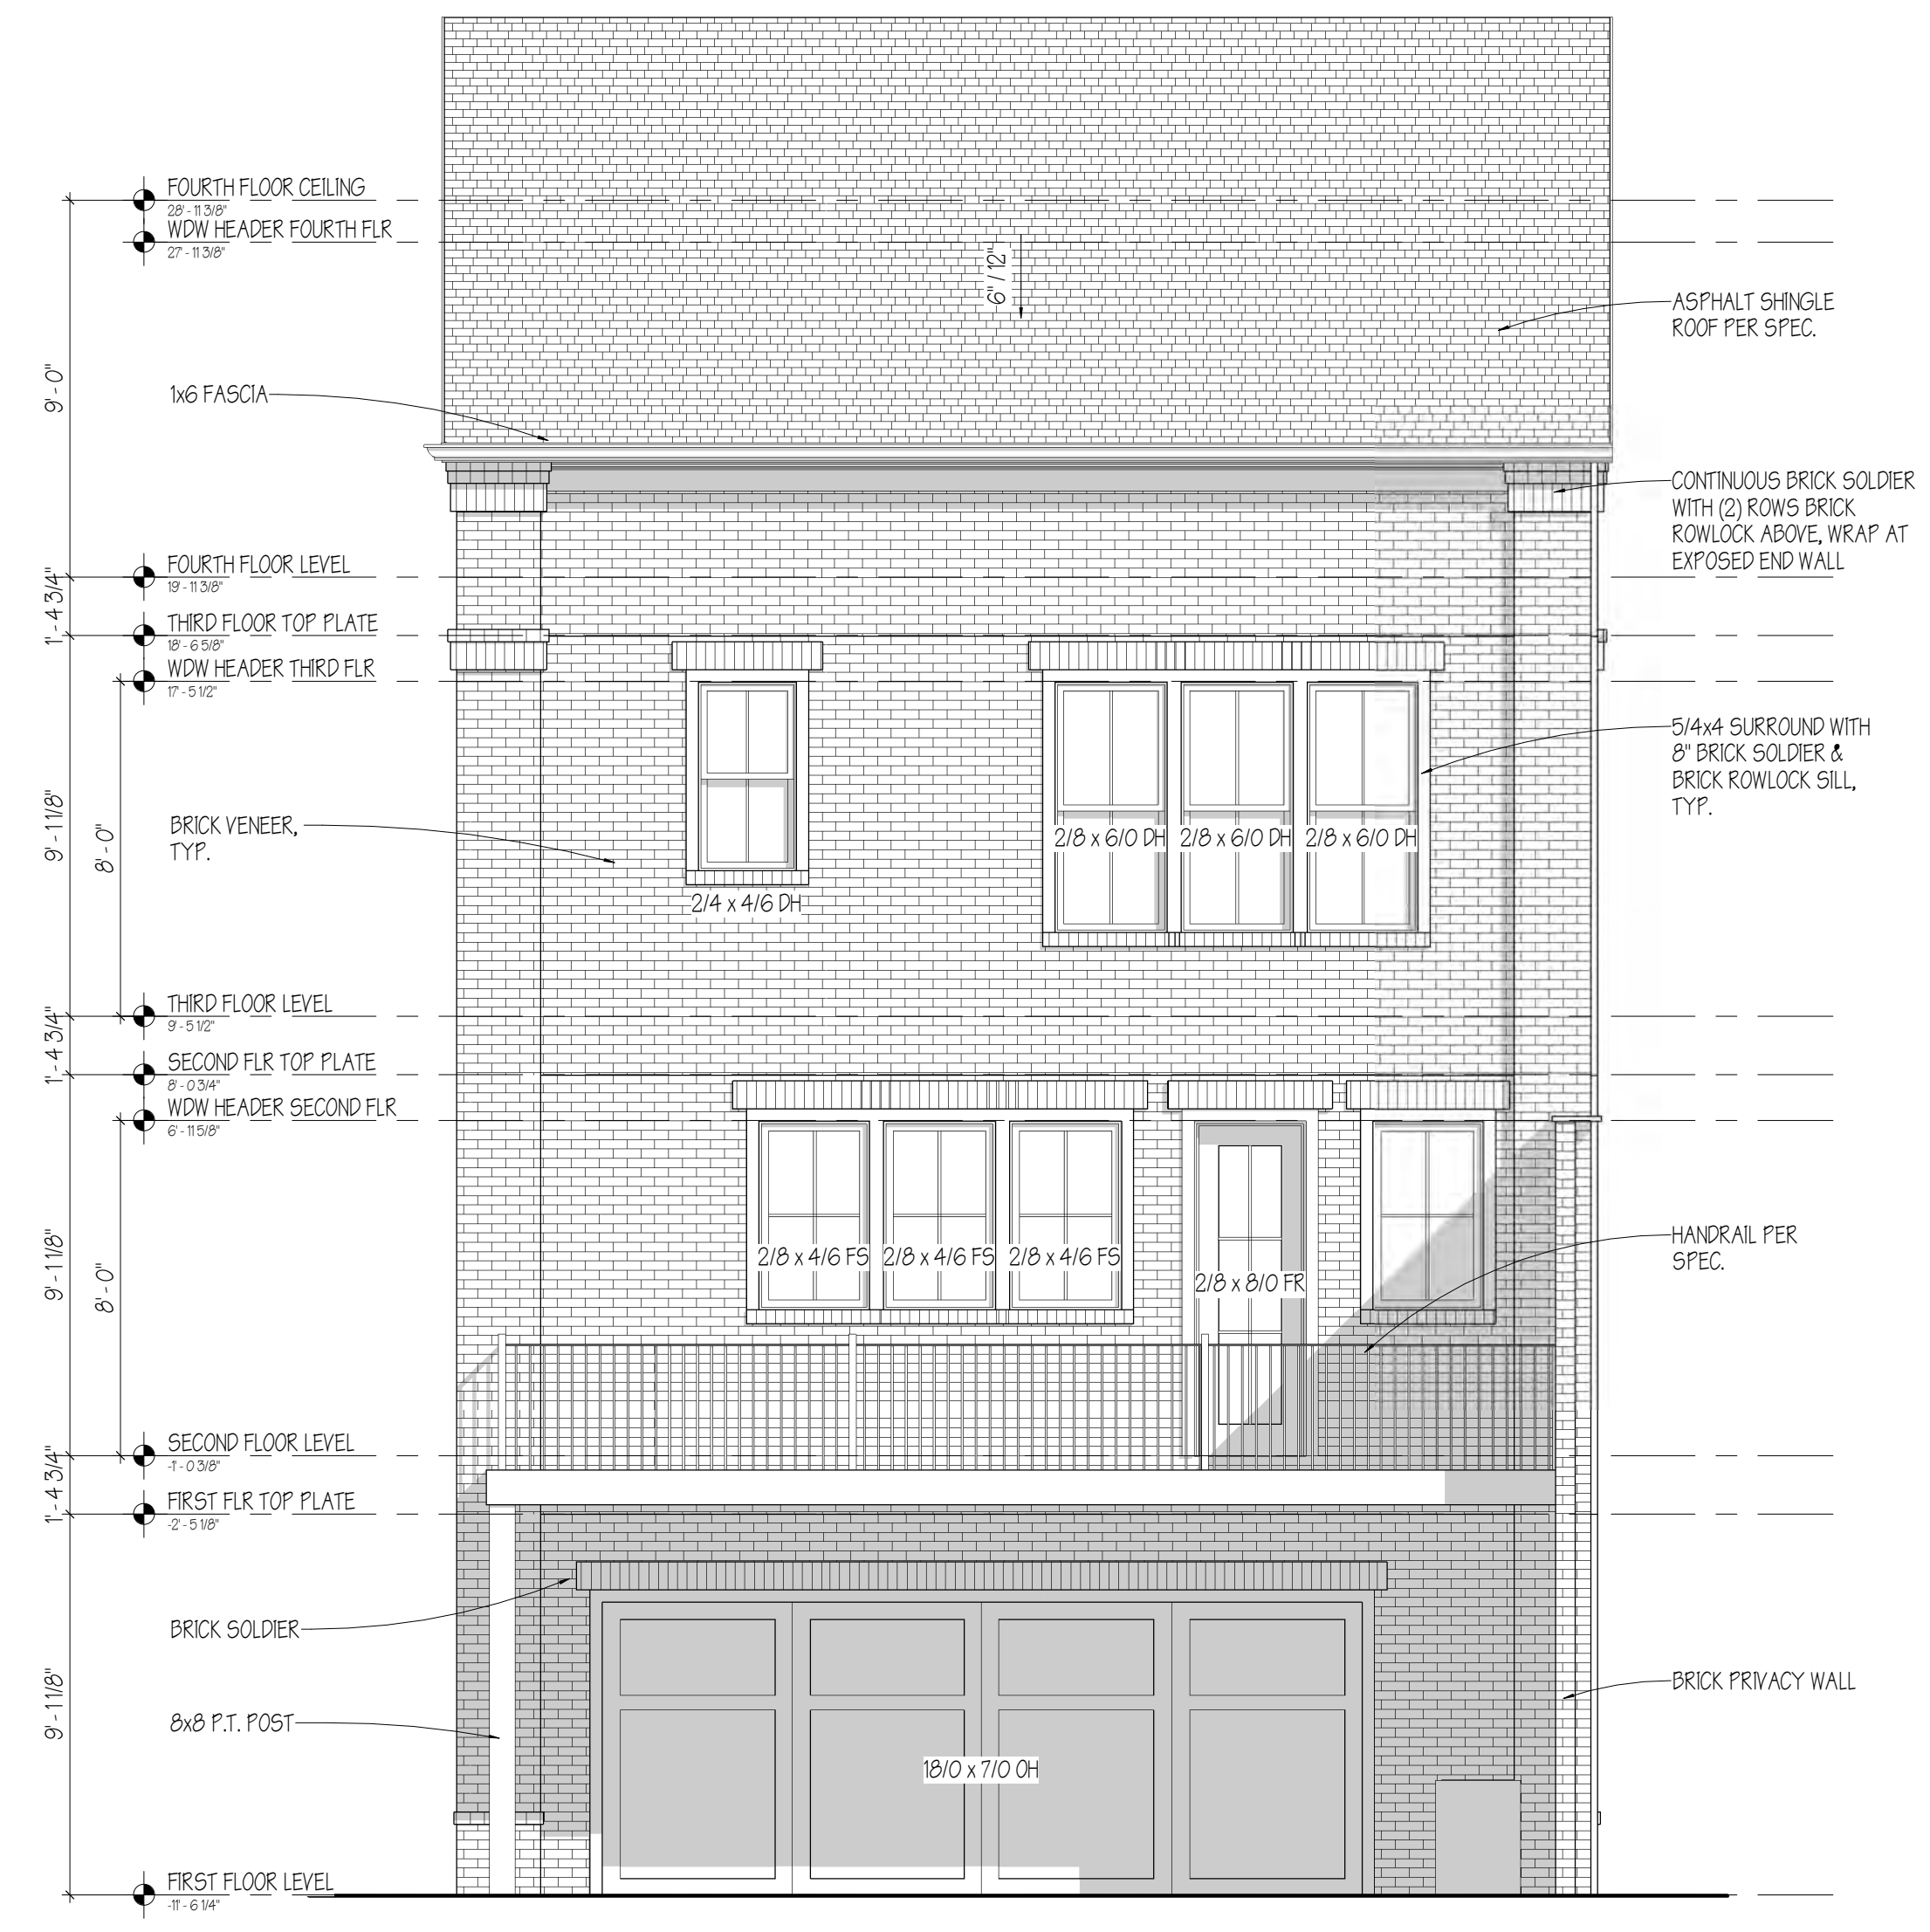 FOURTH FLOOR CEILING
28' - 11 3/8"
WDW HEADER FOURTH FLR
27' - 11 3/8"
6" / 12"
ASPHALT SHINGLE
ROOF PER SPEC.
9' - 0"
1x6 FASCIA
CONTINUOUS BRICK SOLDIER
WITH (2) ROWS BRICK
ROWLOCK ABOVE, WRAP AT
EXPOSED END WALL
FOURTH FLOOR LEVEL
19' - 11 3/8"
1' - 4 3/4"
THIRD FLOOR TOP PLATE
18' - 6 5/8"
WDW HEADER THIRD FLR
17' - 5 1/2"
5/4x4 SURROUND WITH
8" BRICK SOLDIER &
BRICK ROWLOCK SILL,
TYP.
9' - 1 1/8"
8' - 0"
BRICK VENEER,
TYP.
2/8 x 6/0 DH
2/8 x 6/0 DH
2/8 x 6/0 DH
2/4 x 4/6 DH
THIRD FLOOR LEVEL
9' - 5 1/2"
1' - 4 3/4"
SECOND FLR TOP PLATE
8' - 0 3/4"
WDW HEADER SECOND FLR
6' - 11 5/8"
9' - 1 1/8"
8' - 0"
2/8 x 4/6 FS
2/8 x 4/6 FS
2/8 x 4/6 FS
2/8 x 8/0 FR
HANDRAIL PER
SPEC.
SECOND FLOOR LEVEL
-1' - 0 3/8"
1' - 4 3/4"
FIRST FLR TOP PLATE
-2' - 5 1/8"
BRICK SOLDIER
9' - 1 1/8"
8x8 P.T. POST
18/0 x 7/0 OH
BRICK PRIVACY WALL
FIRST FLOOR LEVEL
-11' - 6 1/4"